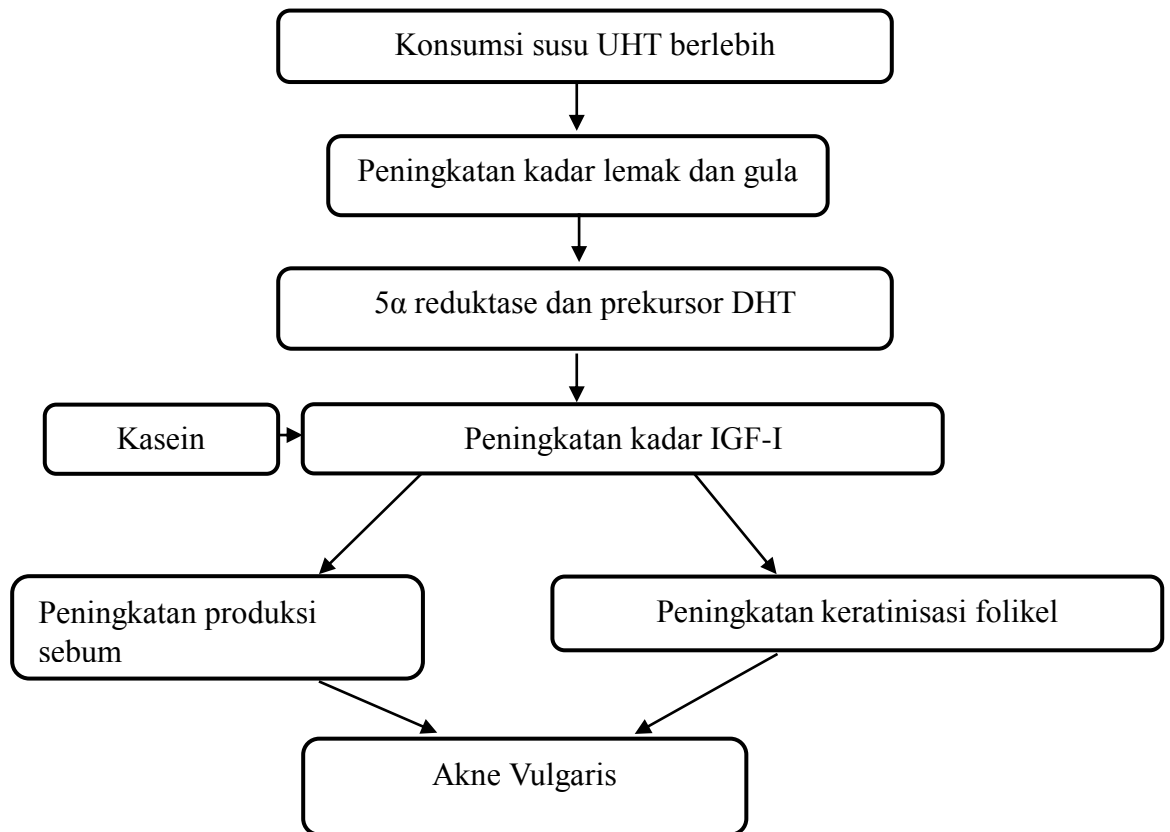 Konsumsi susu UHT berlebih
Peningkatan kadar lemak dan gula
5α reduktase dan prekursor DHT
Kasein
Peningkatan kadar IGF-I
Peningkatan produksi
sebum
Peningkatan keratinisasi folikel
Akne Vulgaris